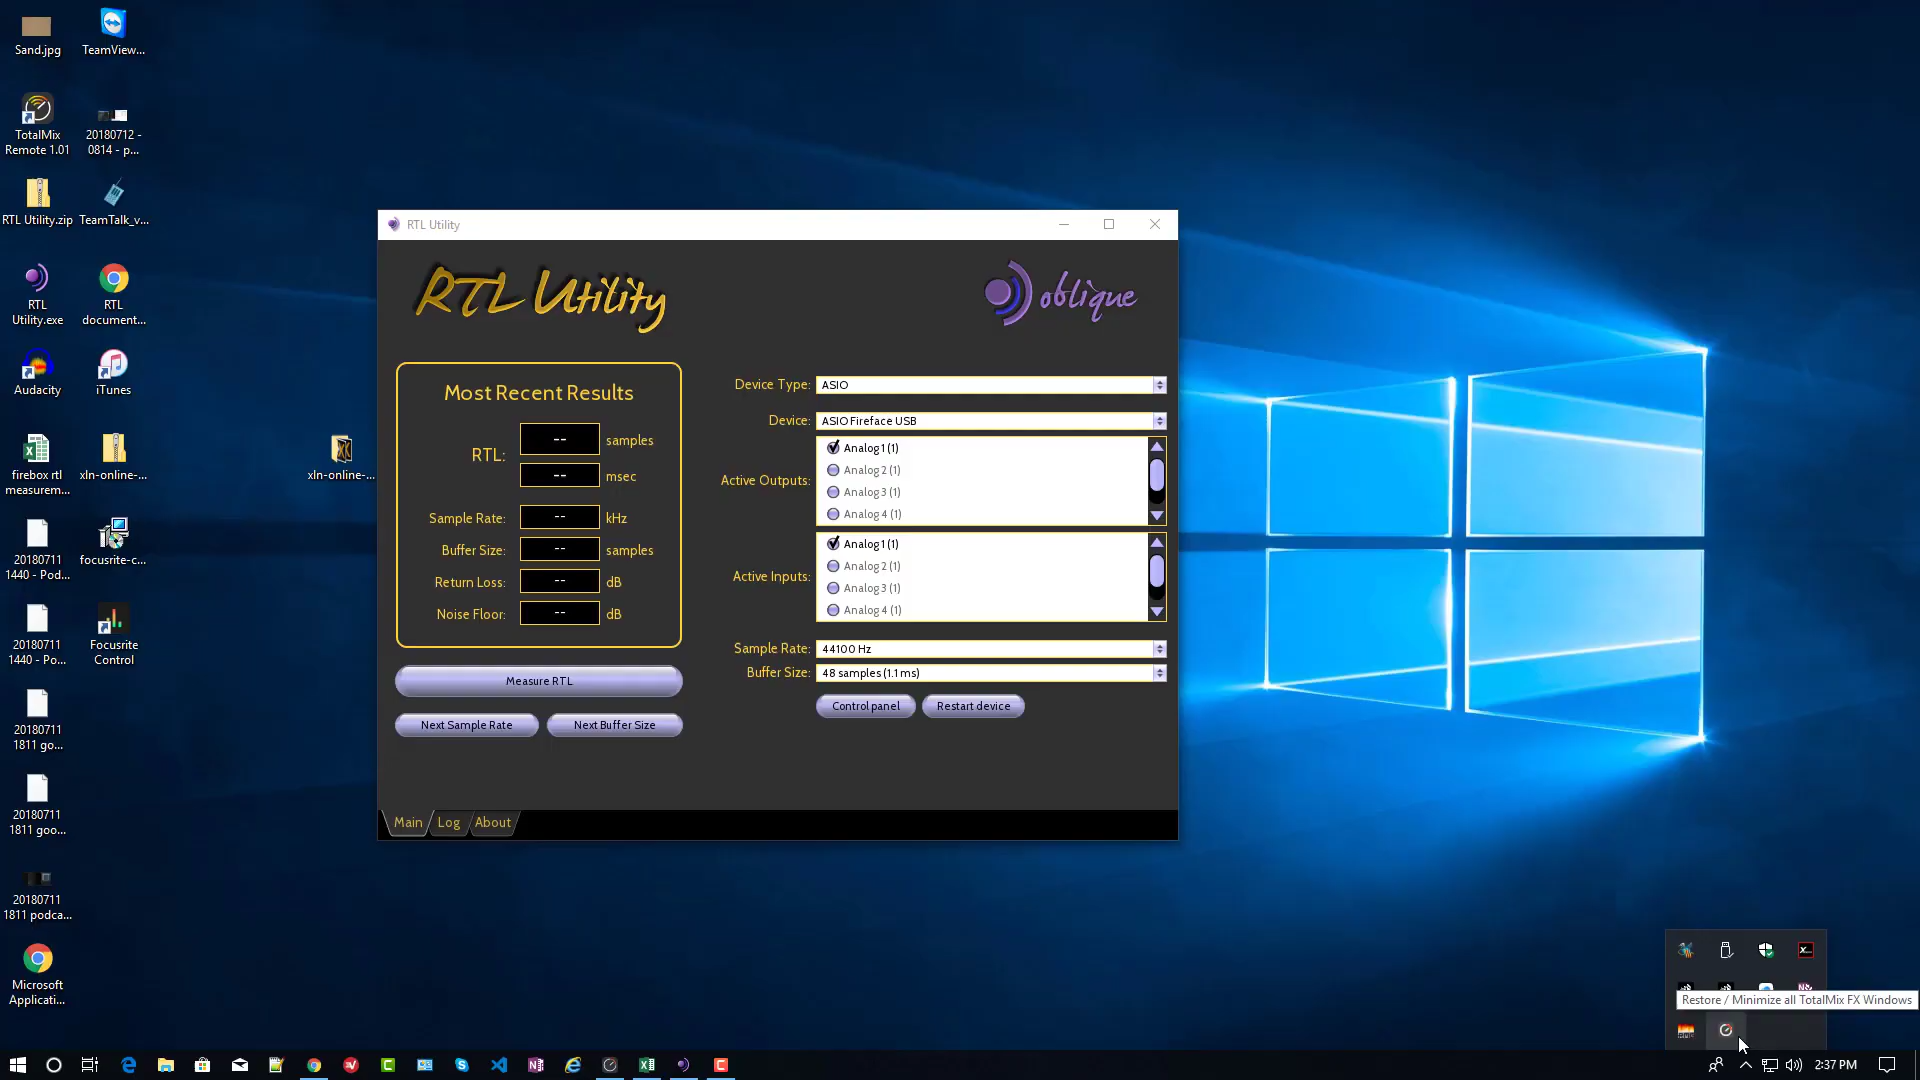 Sand.jpg
TeamView...
TotalMix
Remote 1.01
20180712 -
0814 - p...
RTL Utility.zip
TeamTalk_v...
RTL
Utility.exe
RTL
document...
Audacity
iTunes
firebox rtl
measurem...
xln-online-...
xln-online-...
20180711
1440 - Pod...
focusrite-c...
20180711
1440 - Po...
Focusrite
Control
20180711
1811 go...
20180711
1811 goo...
20180711
1811 podca...
Microsoft
Applicati...
RTL Utility
RTL Utility
oblique
Most Recent Results
RTL:
--
samples
--
msec
Sample Rate:
--
kHz
Buffer Size:
--
samples
Return Loss:
--
dB
Noise Floor:
--
dB
Measure RTL
Next Sample Rate
Next Buffer Size
Device Type:
ASIO
Device:
ASIO Fireface USB
Active Outputs:
Analog 1 (1)
Analog 2 (1)
Analog 3 (1)
Analog 4 (1)
Active Inputs:
Analog 1 (1)
Analog 2 (1)
Analog 3 (1)
Analog 4 (1)
Sample Rate:
44100 Hz
Buffer Size:
48 samples (1.1 ms)
Control panel
Restart device
Main
Log
About
Restore / Minimize all TotalMix FX Windows
2:37 PM